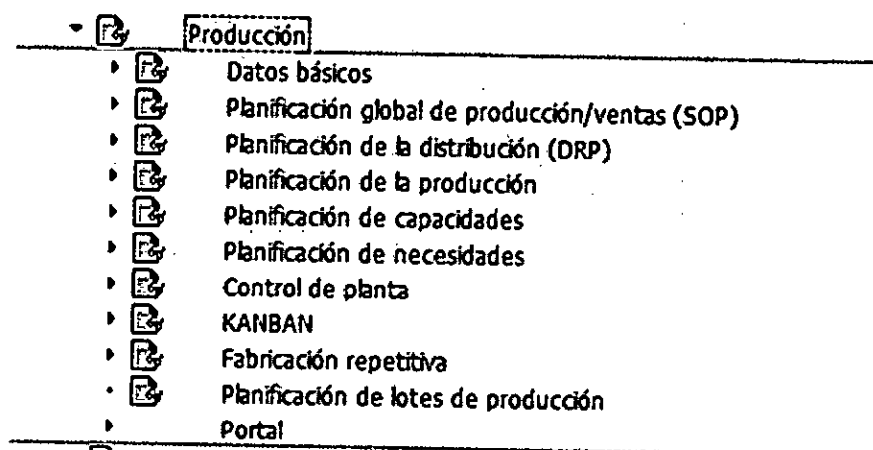 Producción
Datos básicos
Planificación global de producción/ventas (SOP)
Planificación de la distribución (DRP)
Planificación de la producción
Planificación de capacidades
Planificación de necesidades
Control de planta
KANBAN
Fabricación repetitiva
Planificación de lotes de producción
Portal